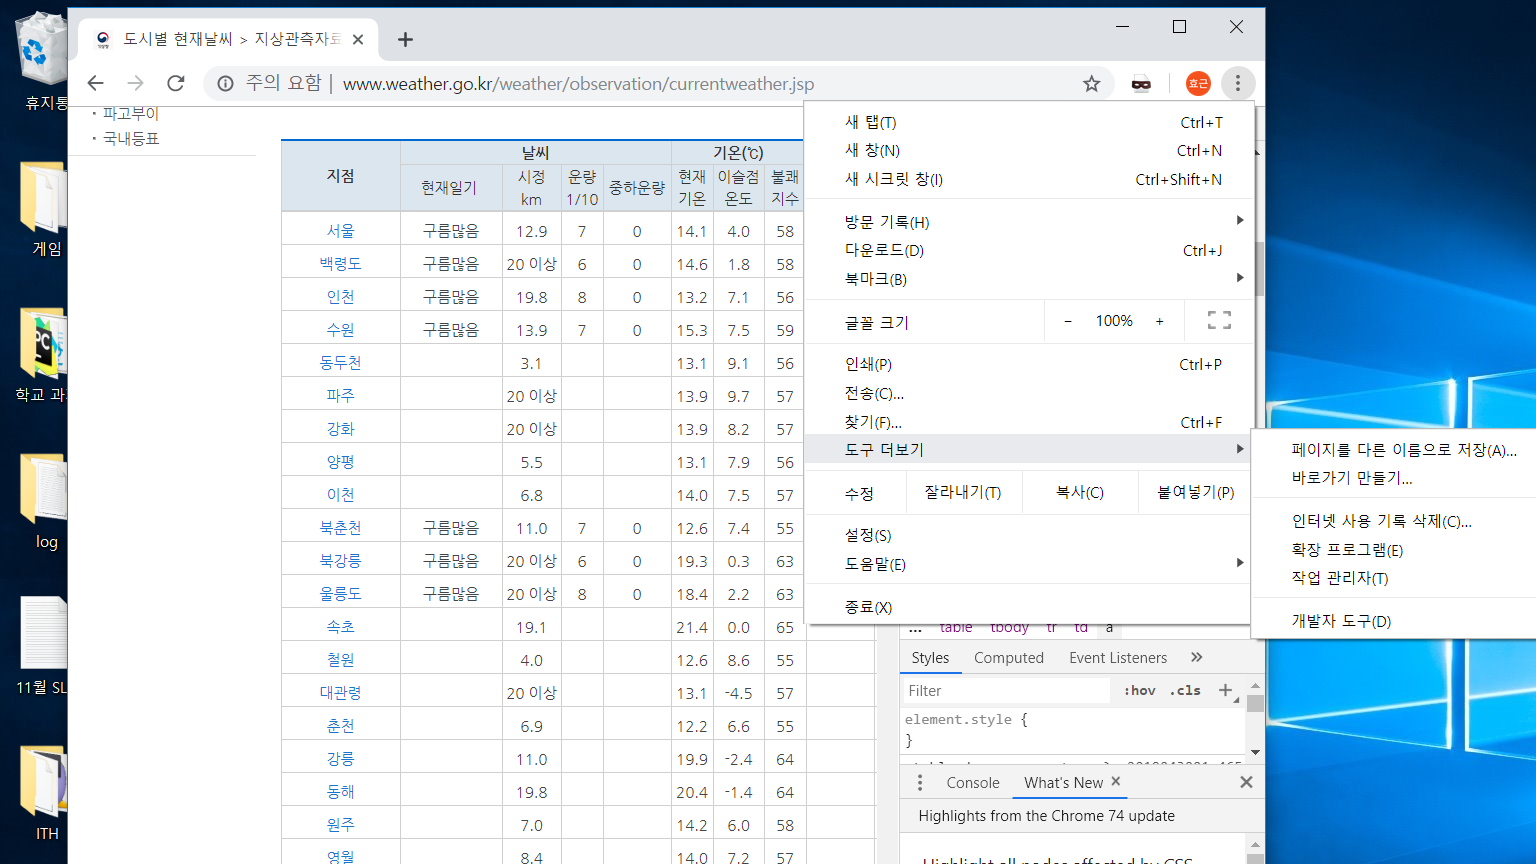 휴지통
게임
PC
학교 과
log
11월 SL
ITH
도시별 현재날씨 > 지상관측자료
주의 요함 | www.weather.go.kr/weather/observation/currentweather.jsp
효근
· 파고부이
· 국내등표
지점 날씨 기온(℃)
현재일기 시정 km 운량 1/10 중하운량 현재 기온 이슬점 온도 불쾌 지수
서울 구름많음 12.9 7 0 14.1 4.0 58
백령도 구름많음 20 이상 6 0 14.6 1.8 58
인천 구름많음 19.8 8 0 13.2 7.1 56
수원 구름많음 13.9 7 0 15.3 7.5 59
동두천 3.1 13.1 9.1 56
파주 20 이상 13.9 9.7 57
강화 20 이상 13.9 8.2 57
양평 5.5 13.1 7.9 56
이천 6.8 14.0 7.5 57
북춘천 구름많음 11.0 7 0 12.6 7.4 55
북강릉 구름많음 20 이상 6 0 19.3 0.3 63
울릉도 구름많음 20 이상 8 0 18.4 2.2 63
속초 19.1 21.4 0.0 65
철원 4.0 12.6 8.6 55
대관령 20 이상 13.1 -4.5 57
춘천 6.9 12.2 6.6 55
강릉 11.0 19.9 -2.4 64
동해 19.8 20.4 -1.4 64
원주 7.0 14.2 6.0 58
영월 8.4 14.0 7.2 57
새 탭(T) Ctrl+T
새 창(N) Ctrl+N
새 시크릿 창(I) Ctrl+Shift+N
방문 기록(H)
다운로드(D) Ctrl+J
북마크(B)
글꼴 크기 − 100% +
인쇄(P) Ctrl+P
전송(C)...
찾기(F)... Ctrl+F
도구 더보기
수정 잘라내기(T) 복사(C) 붙여넣기(P)
설정(S)
도움말(E)
종료(X)
페이지를 다른 이름으로 저장(A)...
바로가기 만들기...
인터넷 사용 기록 삭제(C)...
확장 프로그램(E)
작업 관리자(T)
개발자 도구(D)
... table tbody tr td a
Styles Computed Event Listeners »
Filter :hov .cls +
element.style {
}
Console What's New
Highlights from the Chrome 74 update
Highlight all nodes affected by CSS